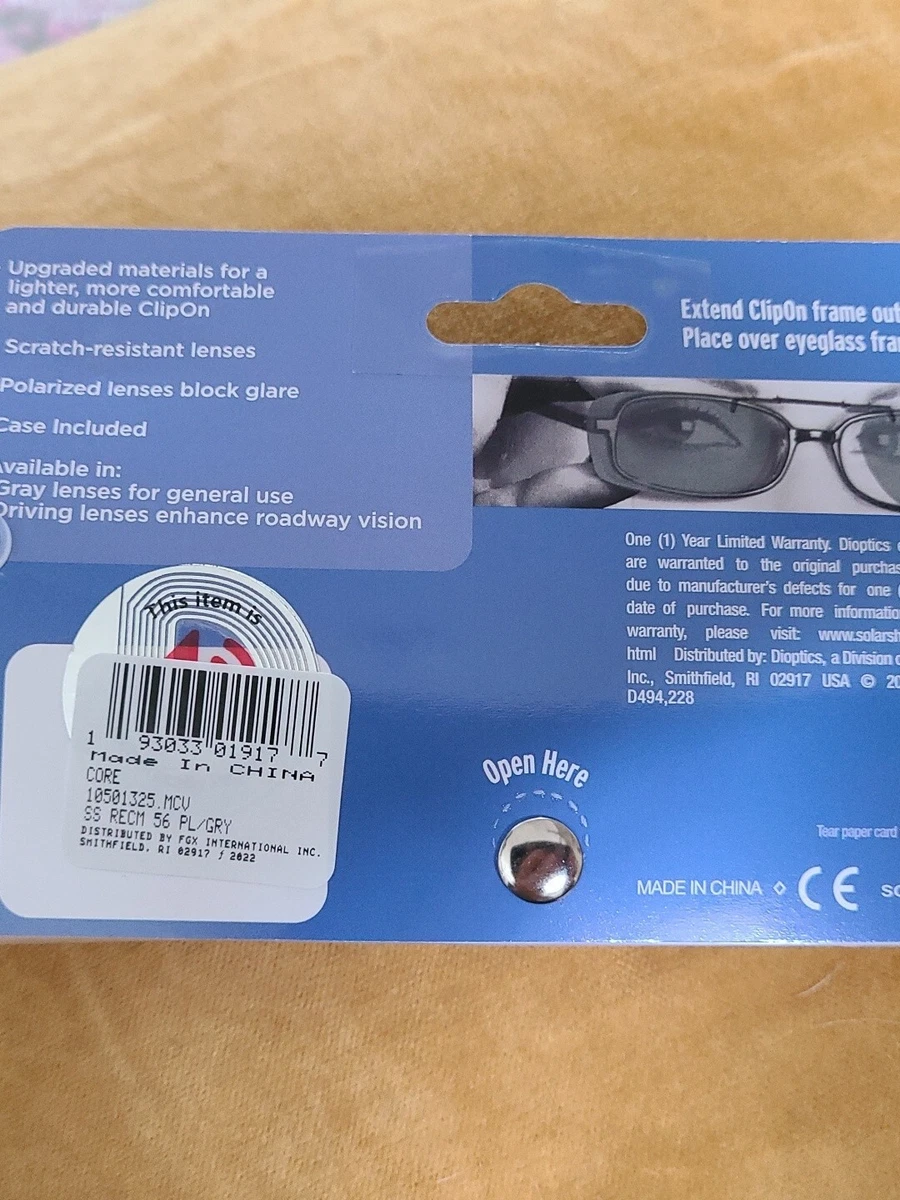 Upgraded materials for a
lighter, more comfortable
and durable ClipOn
Scratch-resistant lenses
Polarized lenses block glare
Case Included
Available in:
Gray lenses for general use
Driving lenses enhance roadway vision
Extend ClipOn frame out
Place over eyeglass fra
One (1) Year Limited Warranty. Dioptics
are warranted to the original purchas
due to manufacturer's defects for one
date of purchase. For more informatio
warranty, please visit: www.solarsh
html Distributed by: Dioptics, a Division
Inc., Smithfield, RI 02917 USA © 20
D494,228
This item is
1 93033 01917 7
Made In CHINA
CORE
10501325.MCV
SS RECM 56 PL/GRY
DISTRIBUTED BY FGX INTERNATIONAL INC.
SMITHFIELD, RI 02917 / 2022
Open Here
Tear paper card
MADE IN CHINA ◊ CE